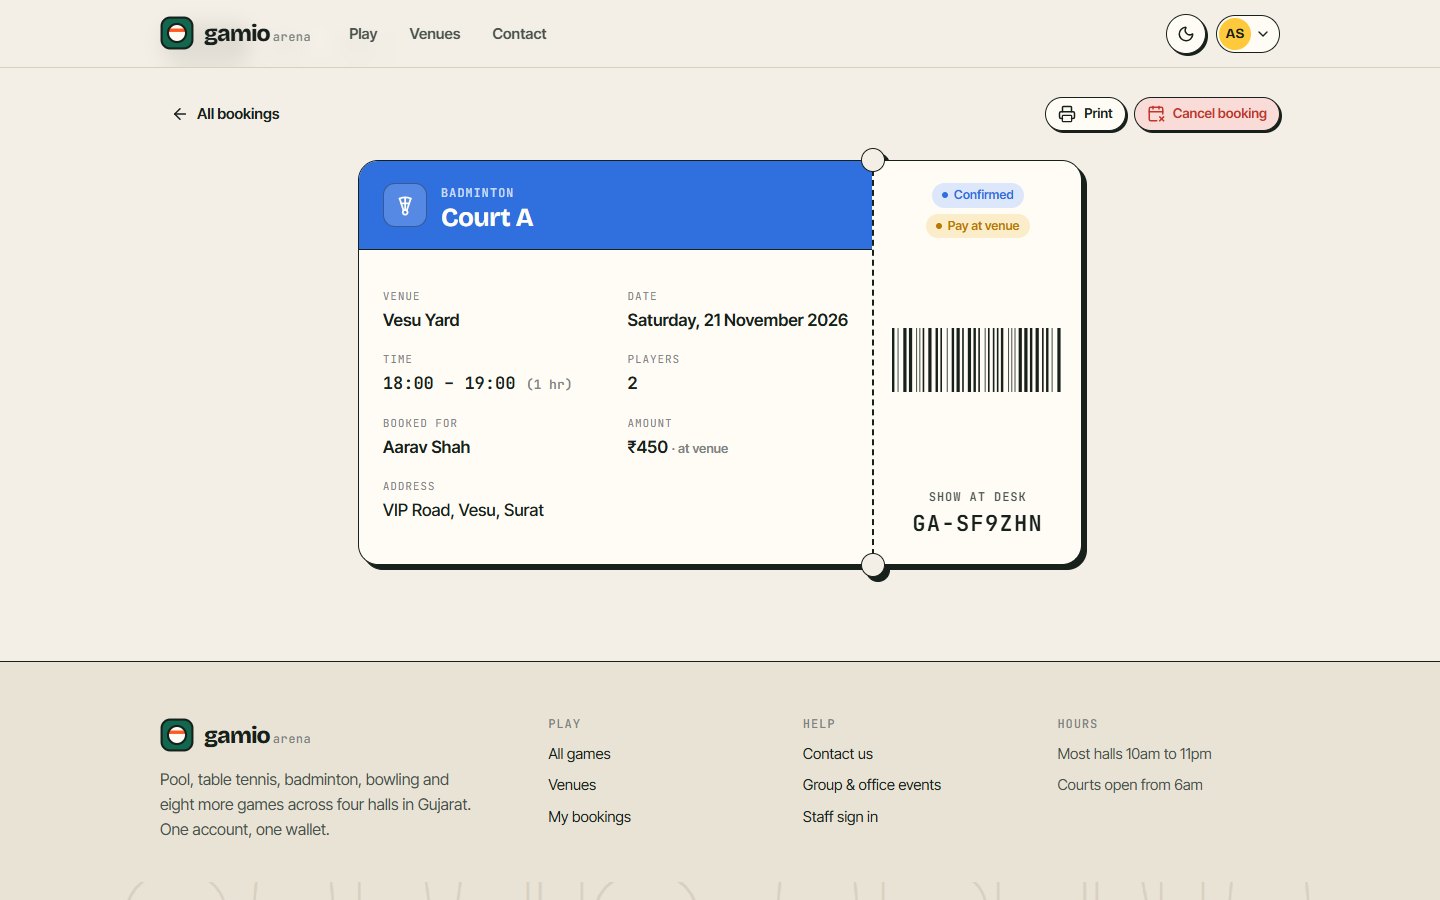 gamio arena
Play
Venues
Contact
AS
All bookings
Print
Cancel booking
BADMINTON
Court A
Confirmed
Pay at venue
VENUE
Vesu Yard
DATE
Saturday, 21 November 2026
TIME
18:00 – 19:00 (1 hr)
PLAYERS
2
BOOKED FOR
Aarav Shah
AMOUNT
₹450 · at venue
ADDRESS
VIP Road, Vesu, Surat
SHOW AT DESK
GA-SF9ZHN
gamio arena
Pool, table tennis, badminton, bowling and
eight more games across four halls in Gujarat.
One account, one wallet.
PLAY
All games
Venues
My bookings
HELP
Contact us
Group & office events
Staff sign in
HOURS
Most halls 10am to 11pm
Courts open from 6am